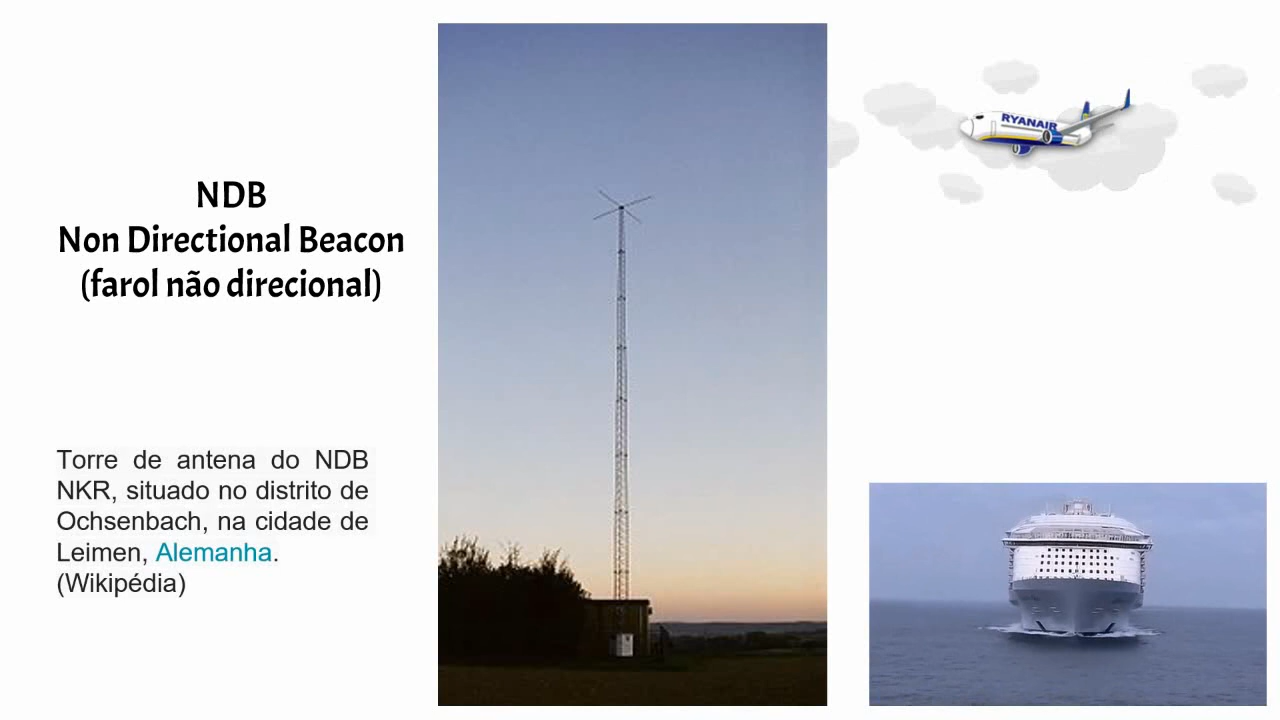 NDB
Non Directional Beacon
(farol não direcional)
Torre de antena do NDB
NKR, situado no distrito de
Ochsenbach, na cidade de
Leimen, Alemanha.
(Wikipédia)
RYANAIR